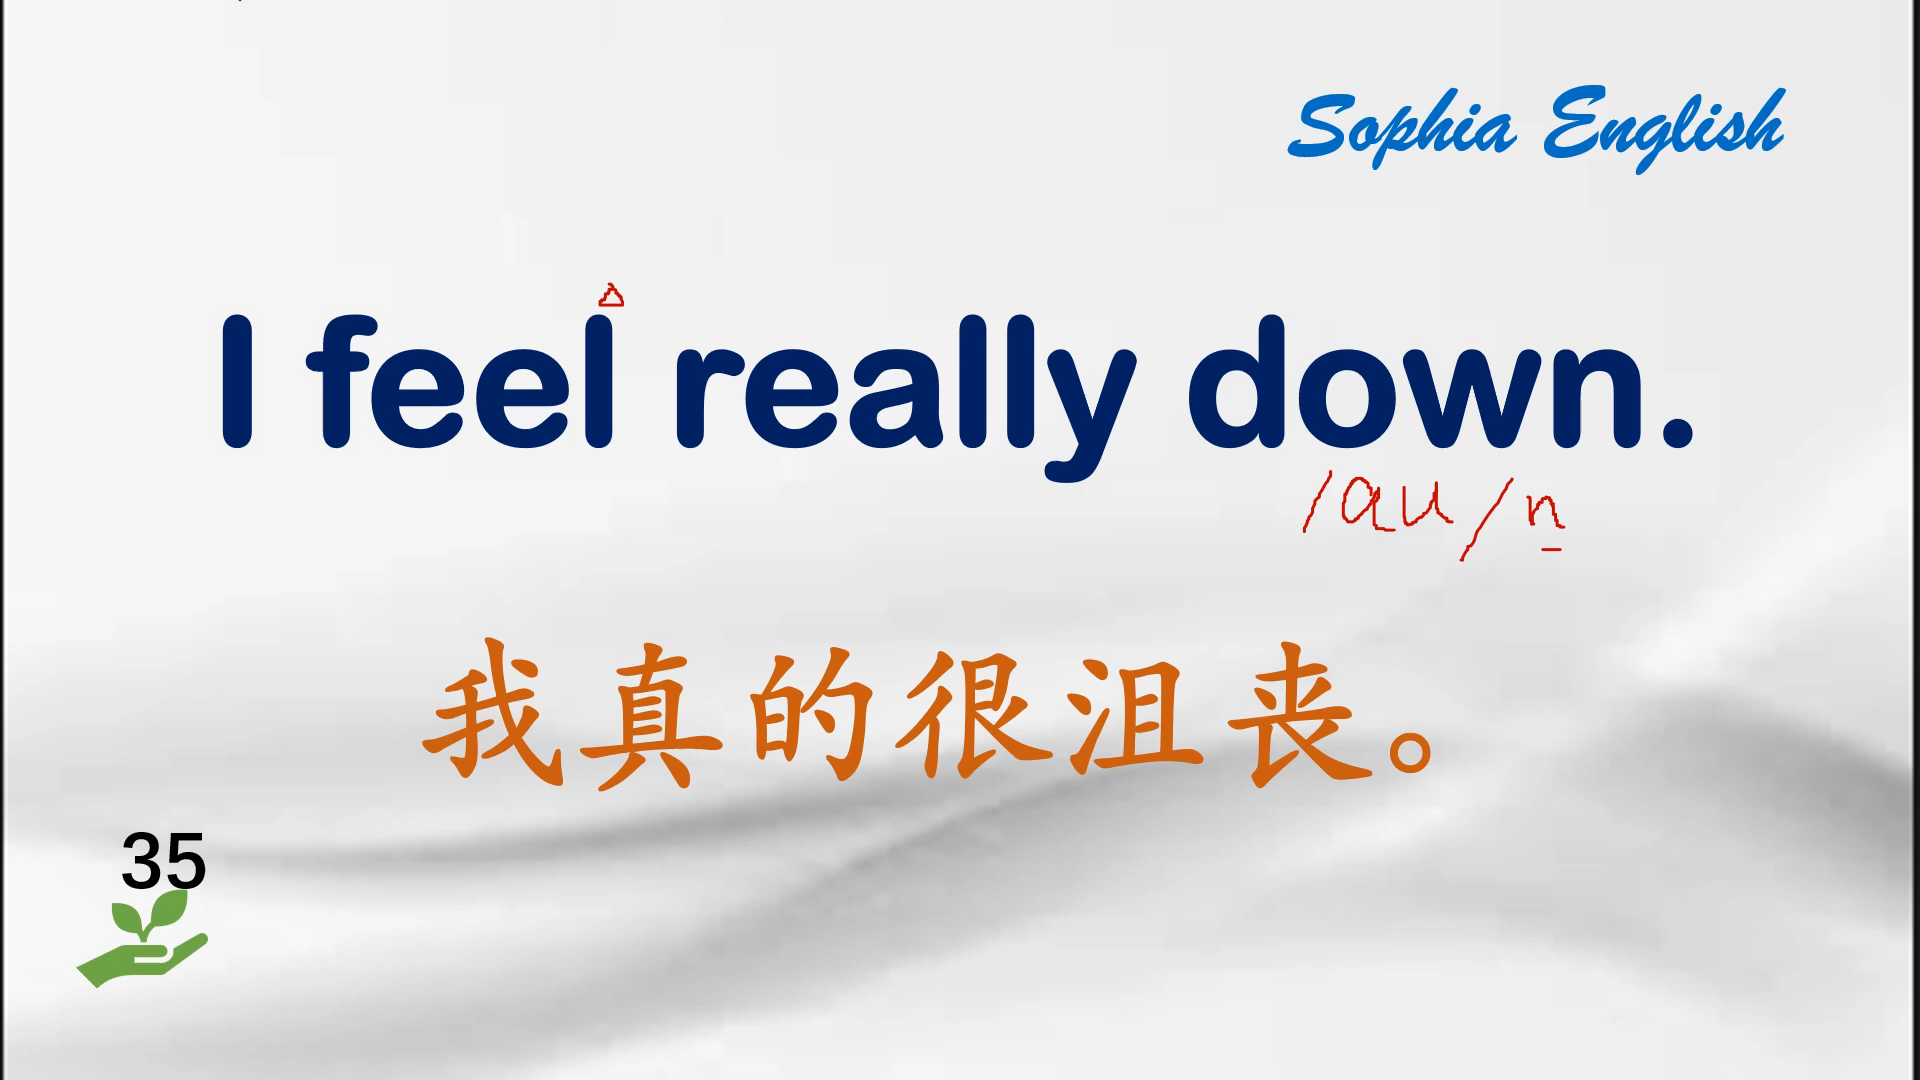 Sophia English
I feel really down.
/au/n
我真的很沮丧。
35